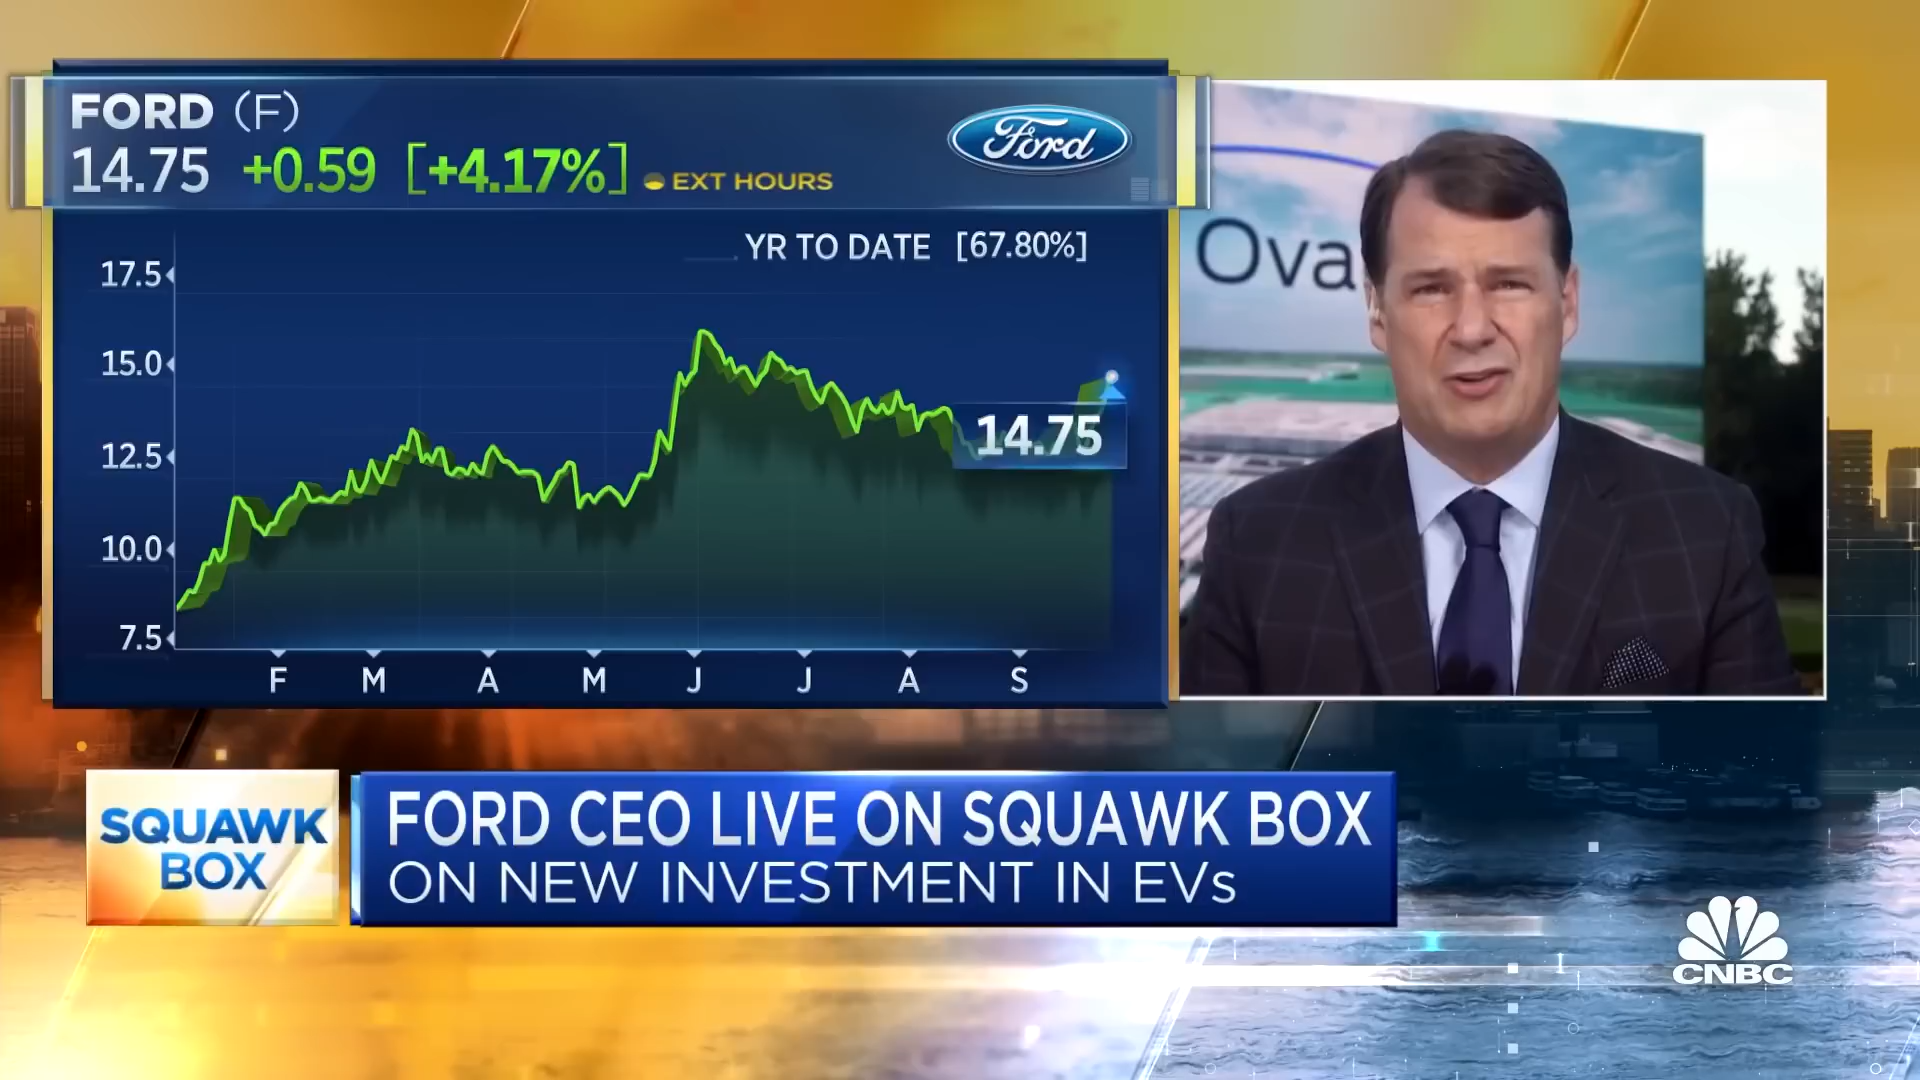 FORD (F)
14.75 +0.59 [+4.17%] EXT HOURS
Ford
YR TO DATE [67.80%]
17.5
15.0
12.5
10.0
7.5
14.75
F M A M J J A S
Ova
SQUAWK
BOX
FORD CEO LIVE ON SQUAWK BOX
ON NEW INVESTMENT IN EVs
CNBC